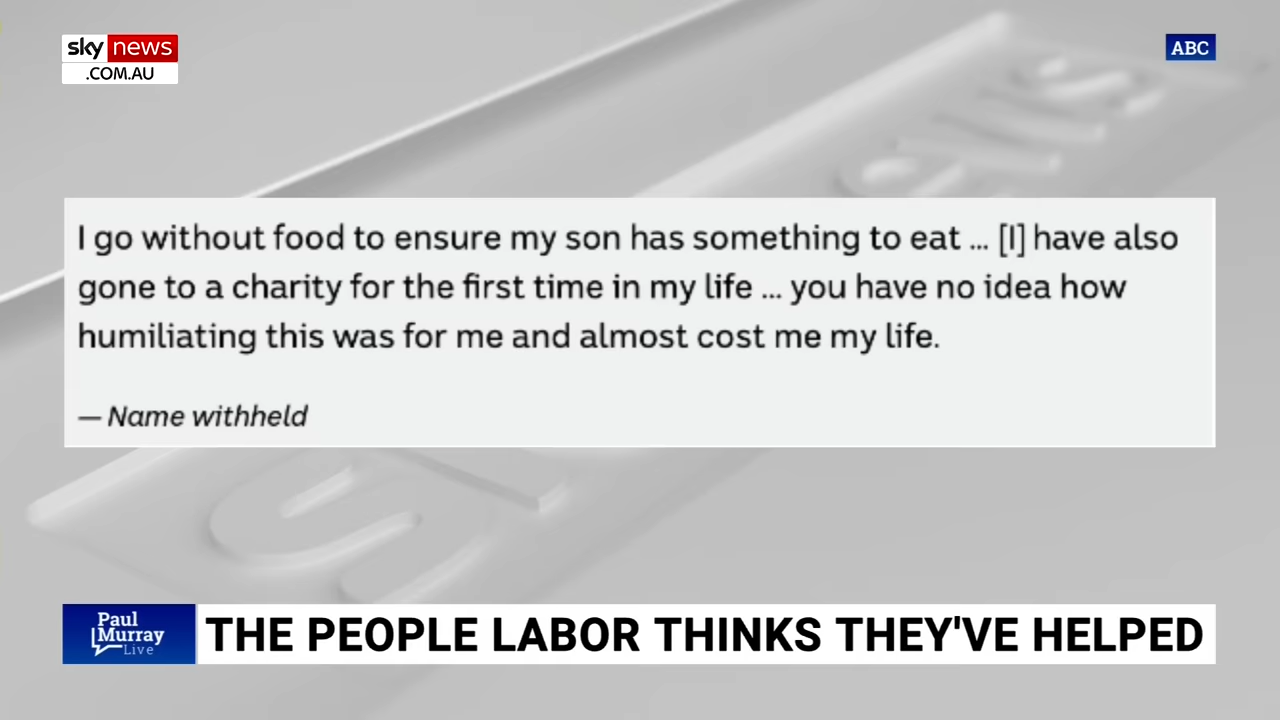 sky news
.COM.AU
ABC
I go without food to ensure my son has something to eat ... [I] have also
gone to a charity for the first time in my life ... you have no idea how
humiliating this was for me and almost cost me my life.
— Name withheld
Paul
Murray
Live
THE PEOPLE LABOR THINKS THEY'VE HELPED